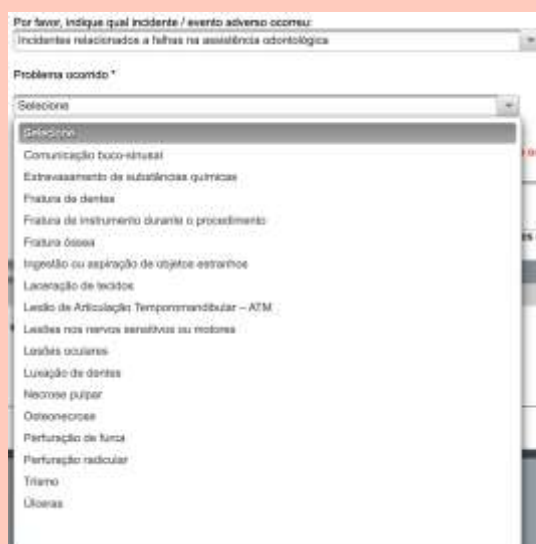 Por favor, indique qual incidente / evento adverso ocorreu:
Incidentes relacionados a falhas na assistência odontológica
Problema ocorrido *
Selecione
Selecione
Comunicação buco-sinusal
Extravasamento de substâncias químicas
Fratura de dentes
Fratura de instrumento durante o procedimento
Fratura óssea
Ingestão ou aspiração de objetos estranhos
Laceração de tecidos
Lesão de Articulação Temporomandibular – ATM
Lesões nos nervos sensitivos ou motores
Lesões oculares
Luxação de dentes
Necrose pulpar
Osteonecrose
Perfuração de furca
Perfuração radicular
Trismo
Úlceras